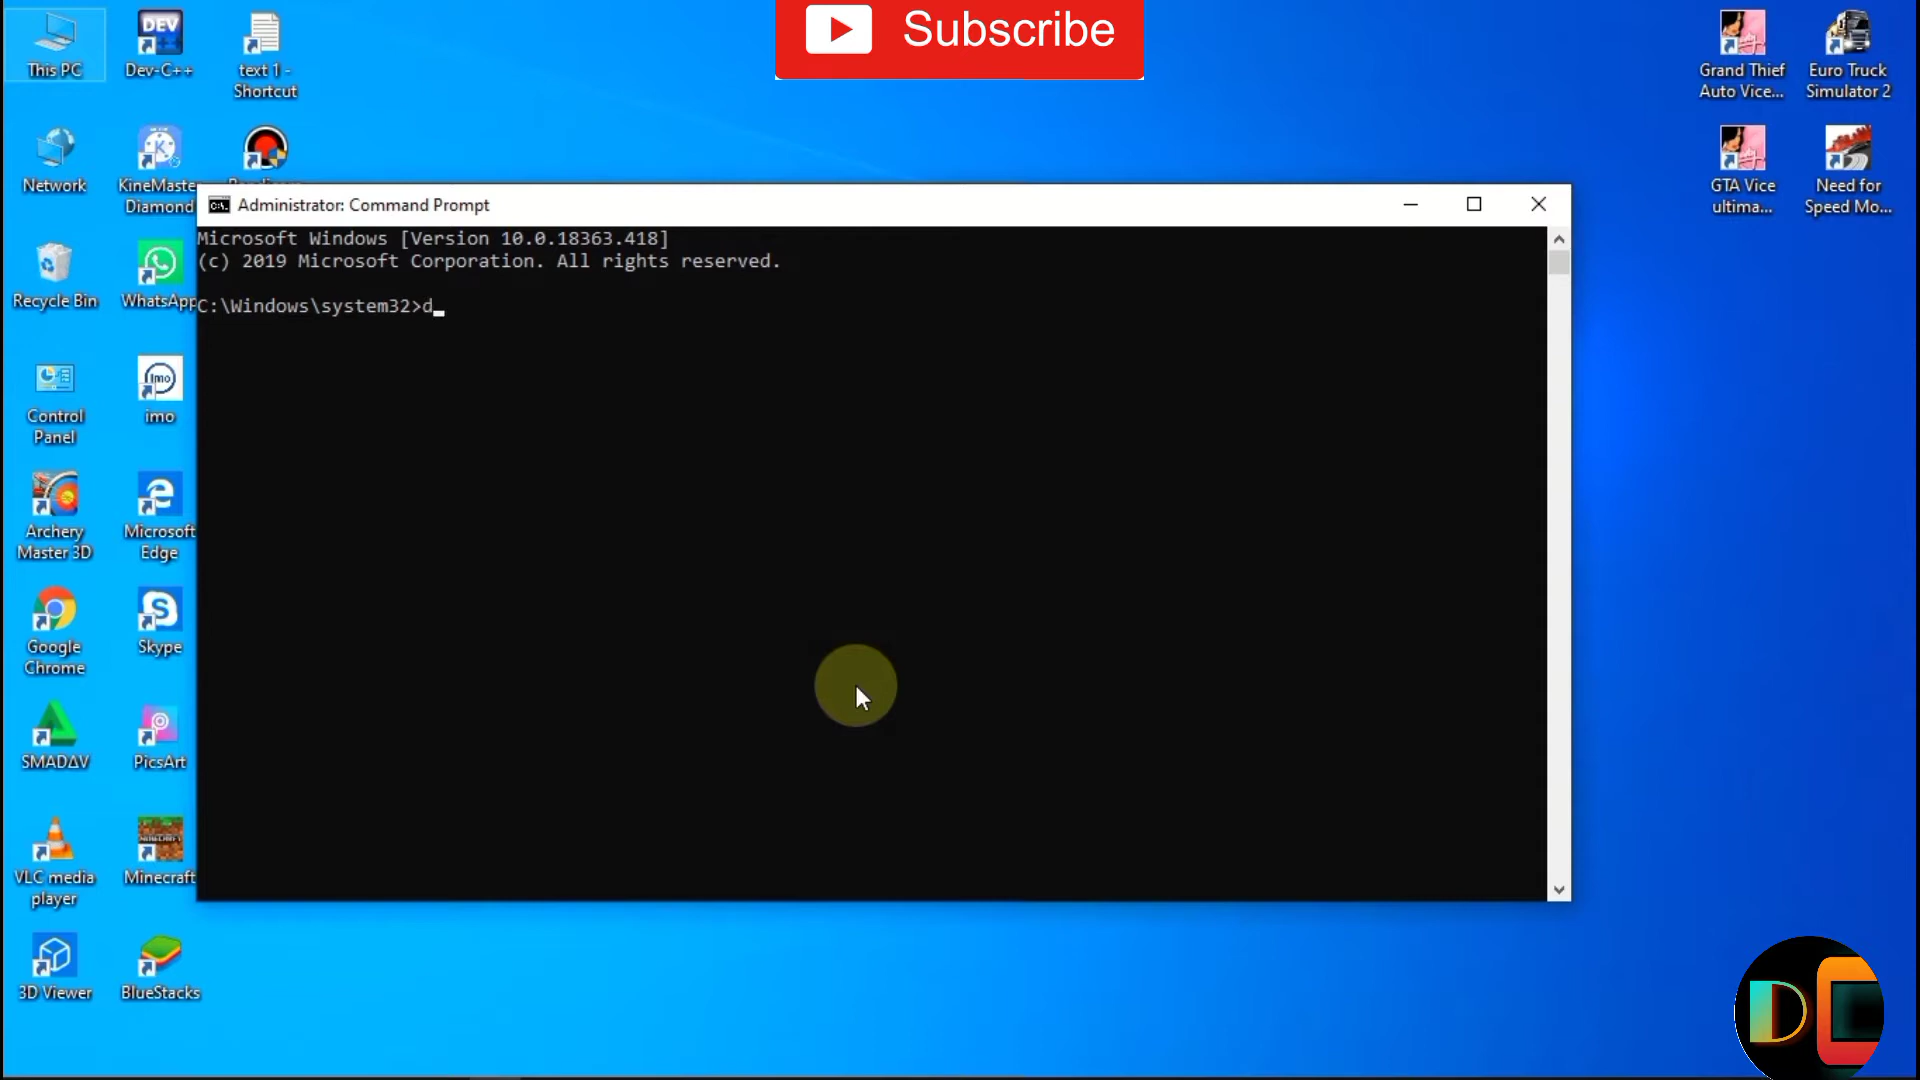 Subscribe
This PC
Dev-C++
text 1 -
Shortcut
Grand Thief
Auto Vice...
Euro Truck
Simulator 2
Network
KineMaste
Diamond
GTA Vice
ultima...
Need for
Speed Mo...
Administrator: Command Prompt
Microsoft Windows [Version 10.0.18363.418]
(c) 2019 Microsoft Corporation. All rights reserved.
C:\Windows\system32>d
Recycle Bin
WhatsApp
Control
Panel
imo
Archery
Master 3D
Microsoft
Edge
Google
Chrome
Skype
SMADΔV
PicsArt
VLC media
player
Minecraft
3D Viewer
BlueStacks
DC